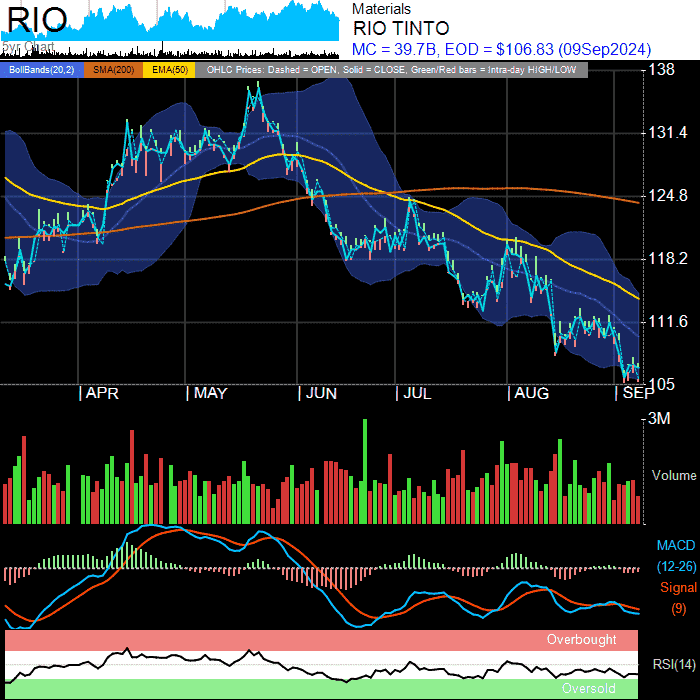 RIO
5yr Chart
Materials
RIO TINTO
MC = 39.7B, EOD = $106.83 (09Sep2024)
BollBands(20,2) SMA(200) EMA(50) OHLC Prices: Dashed = OPEN, Solid = CLOSE, Green/Red bars = Intra-day HIGH/LOW
138
131.4
124.8
118.2
111.6
105
APR MAY JUN JUL AUG SEP
3M
Volume
MACD
(12-26)
Signal
(9)
Overbought
RSI(14)
Oversold